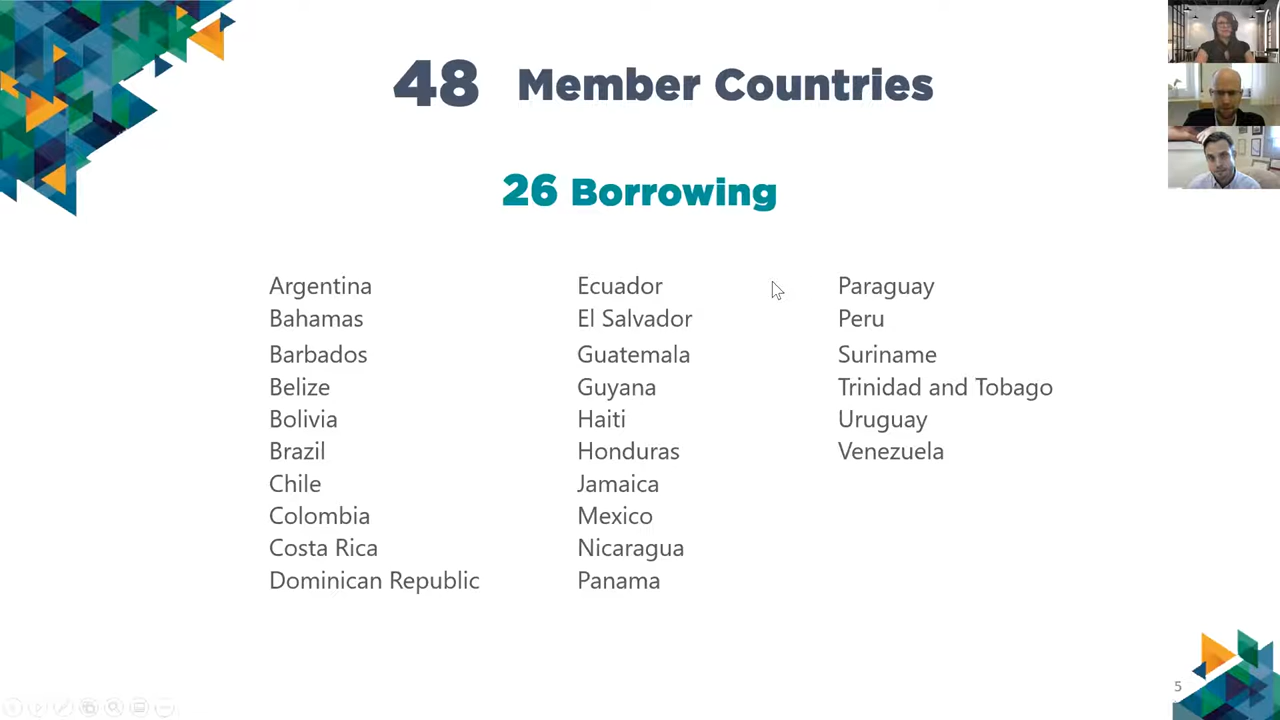 48 Member Countries
26 Borrowing
Argentina
Bahamas
Barbados
Belize
Bolivia
Brazil
Chile
Colombia
Costa Rica
Dominican Republic
Ecuador
El Salvador
Guatemala
Guyana
Haiti
Honduras
Jamaica
Mexico
Nicaragua
Panama
Paraguay
Peru
Suriname
Trinidad and Tobago
Uruguay
Venezuela
5